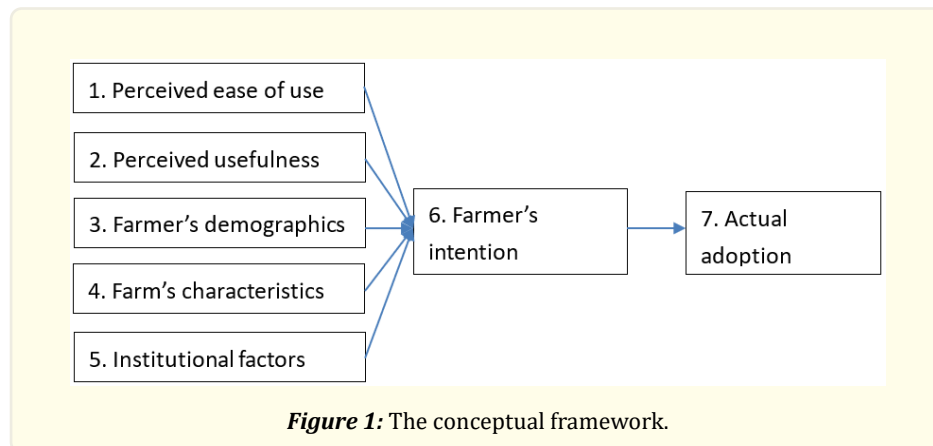 1. Perceived ease of use
2. Perceived usefulness
3. Farmer’s demographics
4. Farm’s characteristics
5. Institutional factors
6. Farmer’s
intention
7. Actual
adoption
Figure 1: The conceptual framework.